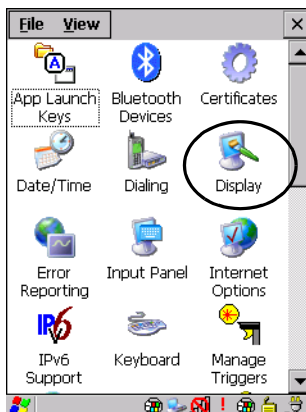 File View
App Launch Keys
Bluetooth Devices
Certificates
Date/Time
Dialing
Display
Error Reporting
Input Panel
Internet Options
IPv6 Support
Keyboard
Manage Triggers